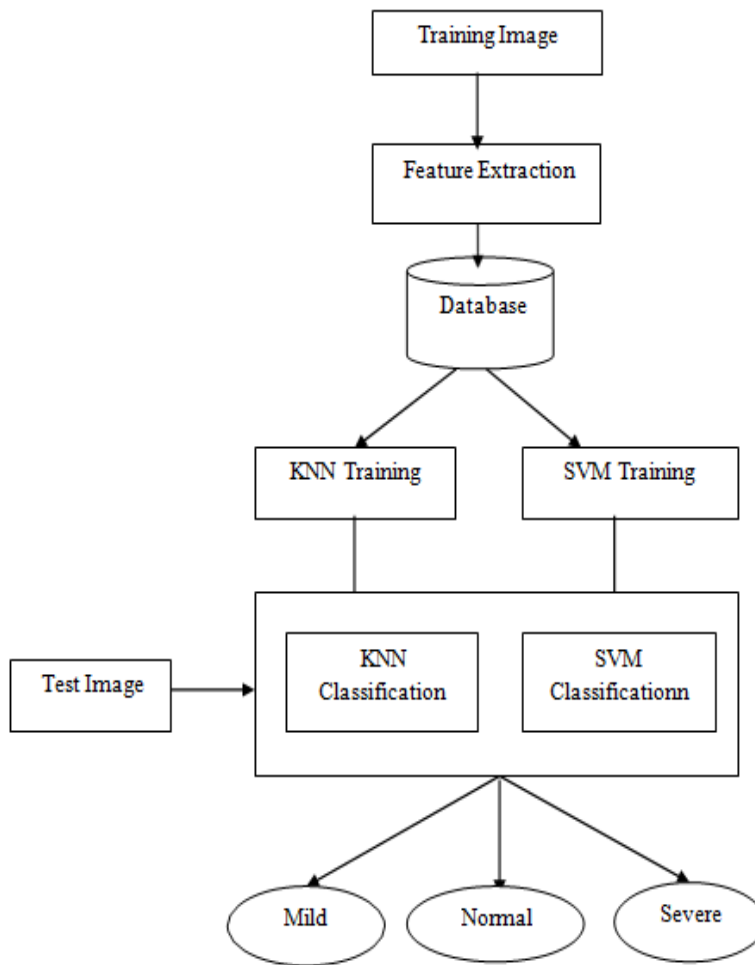 Training Image
Feature Extraction
Database
KNN Training
SVM Training
KNN
Classification
SVM
Classificationn
Test Image
Mild
Normal
Severe